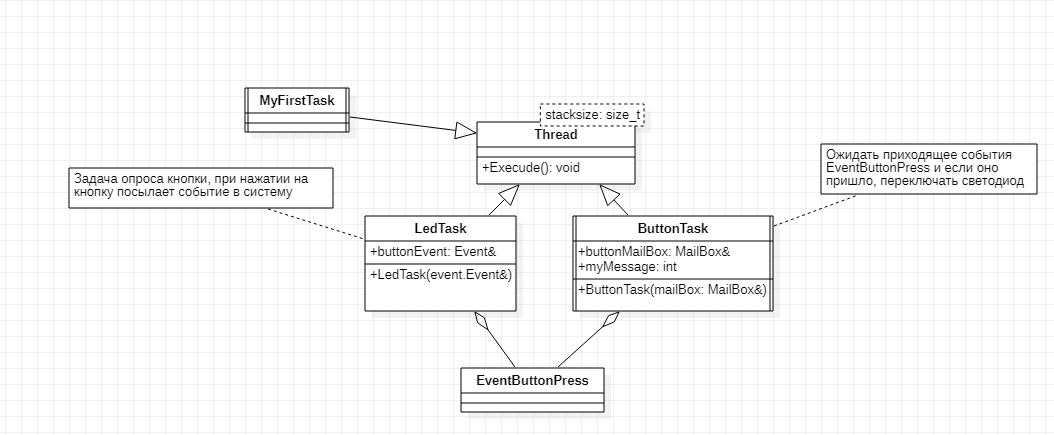 MyFirstTask
stacksize: size_t
Thread
+Execude(): void
Задача опроса кнопки, при нажатии на
кнопку посылает событие в систему
Ожидать приходящее события
EventButtonPress и если оно
пришло, переключать светодиод
LedTask
+buttonEvent: Event&
+LedTask(event.Event&)
ButtonTask
+buttonMailBox: MailBox&
+myMessage: int
+ButtonTask(mailBox: MailBox&)
EventButtonPress